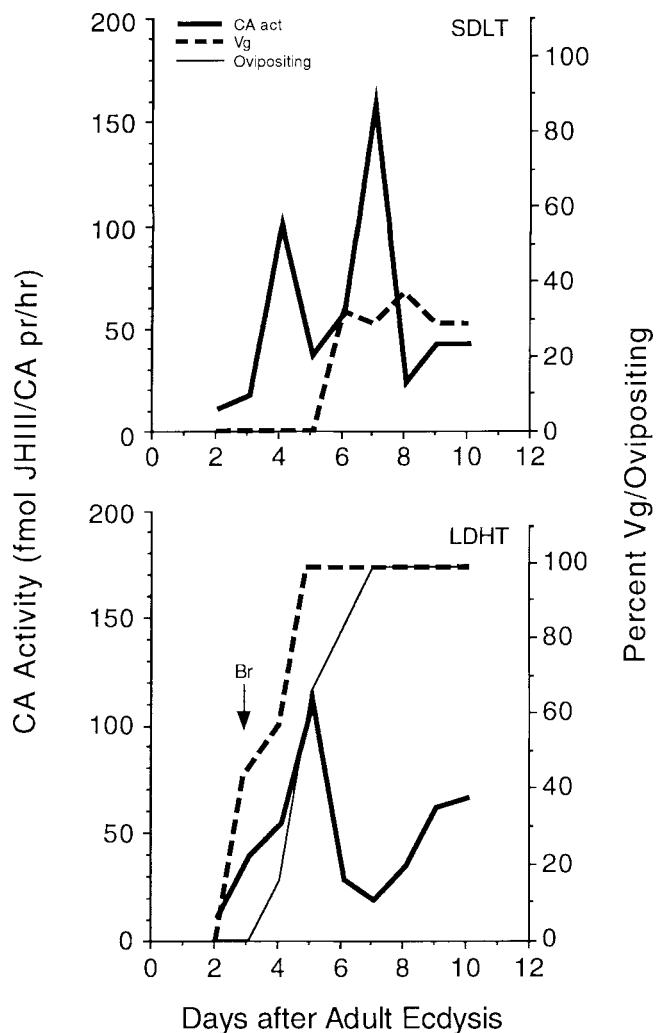 CA act
Vg
Ovipositing
SDLT
200
150
100
50
0
100
80
60
40
20
0
0 2 4 6 8 10 12
CA Activity (fmol JHIII/CA pr/hr)
Percent Vg/Ovipositing
LDHT
Br
200
150
100
50
0
100
80
60
40
20
0
0 2 4 6 8 10 12
Days after Adult Ecdysis